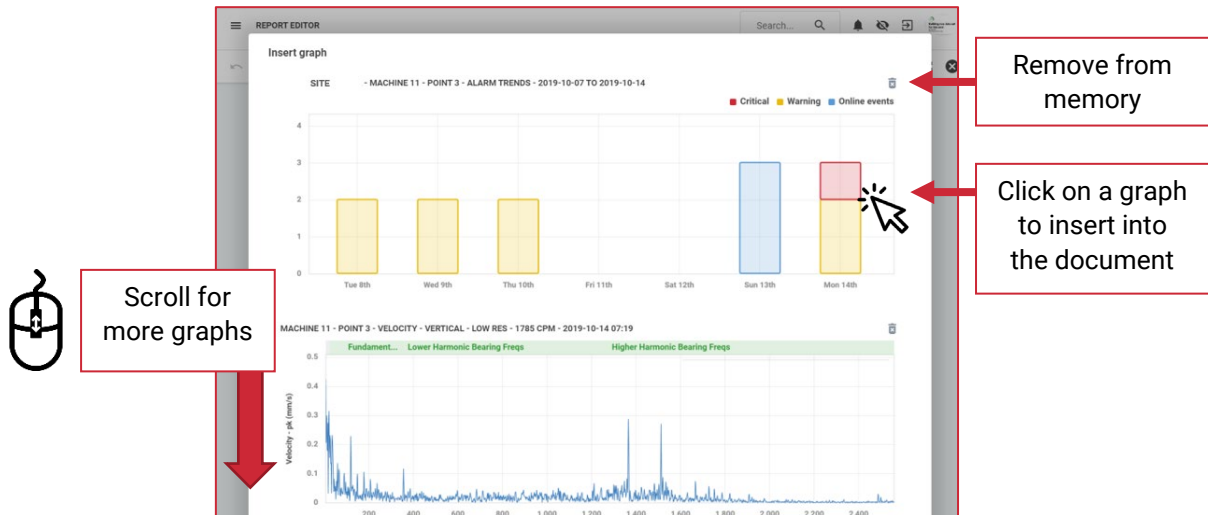 REPORT EDITOR
Search...
Insert graph
SITE - MACHINE 11 - POINT 3 - ALARM TRENDS - 2019-10-07 TO 2019-10-14
Critical Warning Online events
4
3
2
1
0
Tue 8th Wed 9th Thu 10th Fri 11th Sat 12th Sun 13th Mon 14th
Remove from
memory
Click on a graph
to insert into
the document
Scroll for
more graphs
MACHINE 11 - POINT 3 - VELOCITY - VERTICAL - LOW RES - 1785 CPM - 2019-10-14 07:19
Fundament... Lower Harmonic Bearing Freqs Higher Harmonic Bearing Freqs
Velocity - pk (mm/s)
0.5
0.4
0.3
0.2
0.1
0
200 400 600 800 1,000 1,200 1,400 1,600 1,800 2,000 2,200 2,400